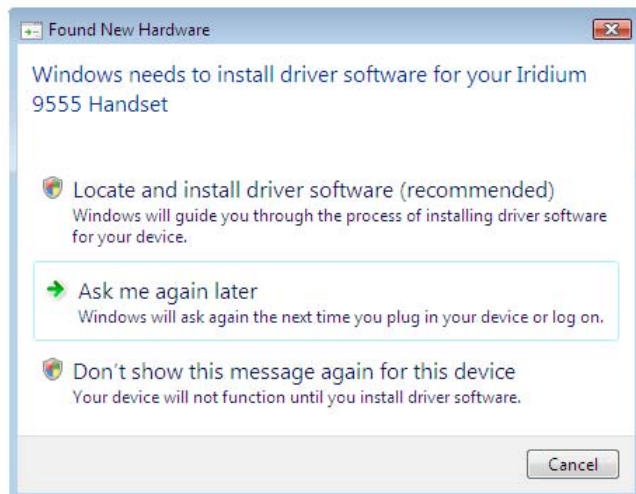 Found New Hardware
Windows needs to install driver software for your Iridium
9555 Handset
Locate and install driver software (recommended)
Windows will guide you through the process of installing driver software
for your device.
Ask me again later
Windows will ask again the next time you plug in your device or log on.
Don't show this message again for this device
Your device will not function until you install driver software.
Cancel